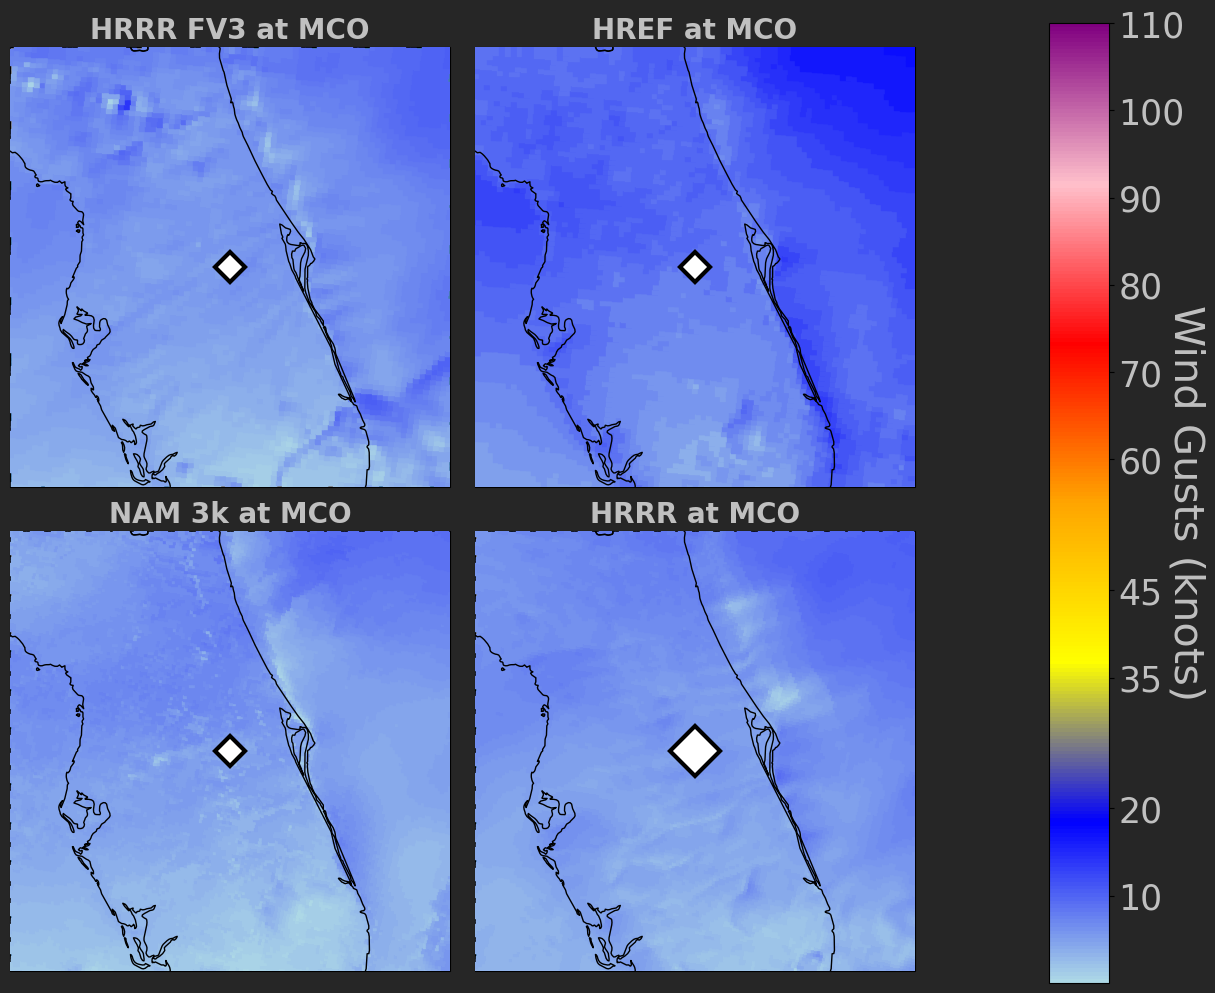 HRRR FV3 at MCO
HREF at MCO
NAM 3k at MCO
HRRR at MCO
110
100
90
80
70
60
45
35
20
10
Wind Gusts (knots)